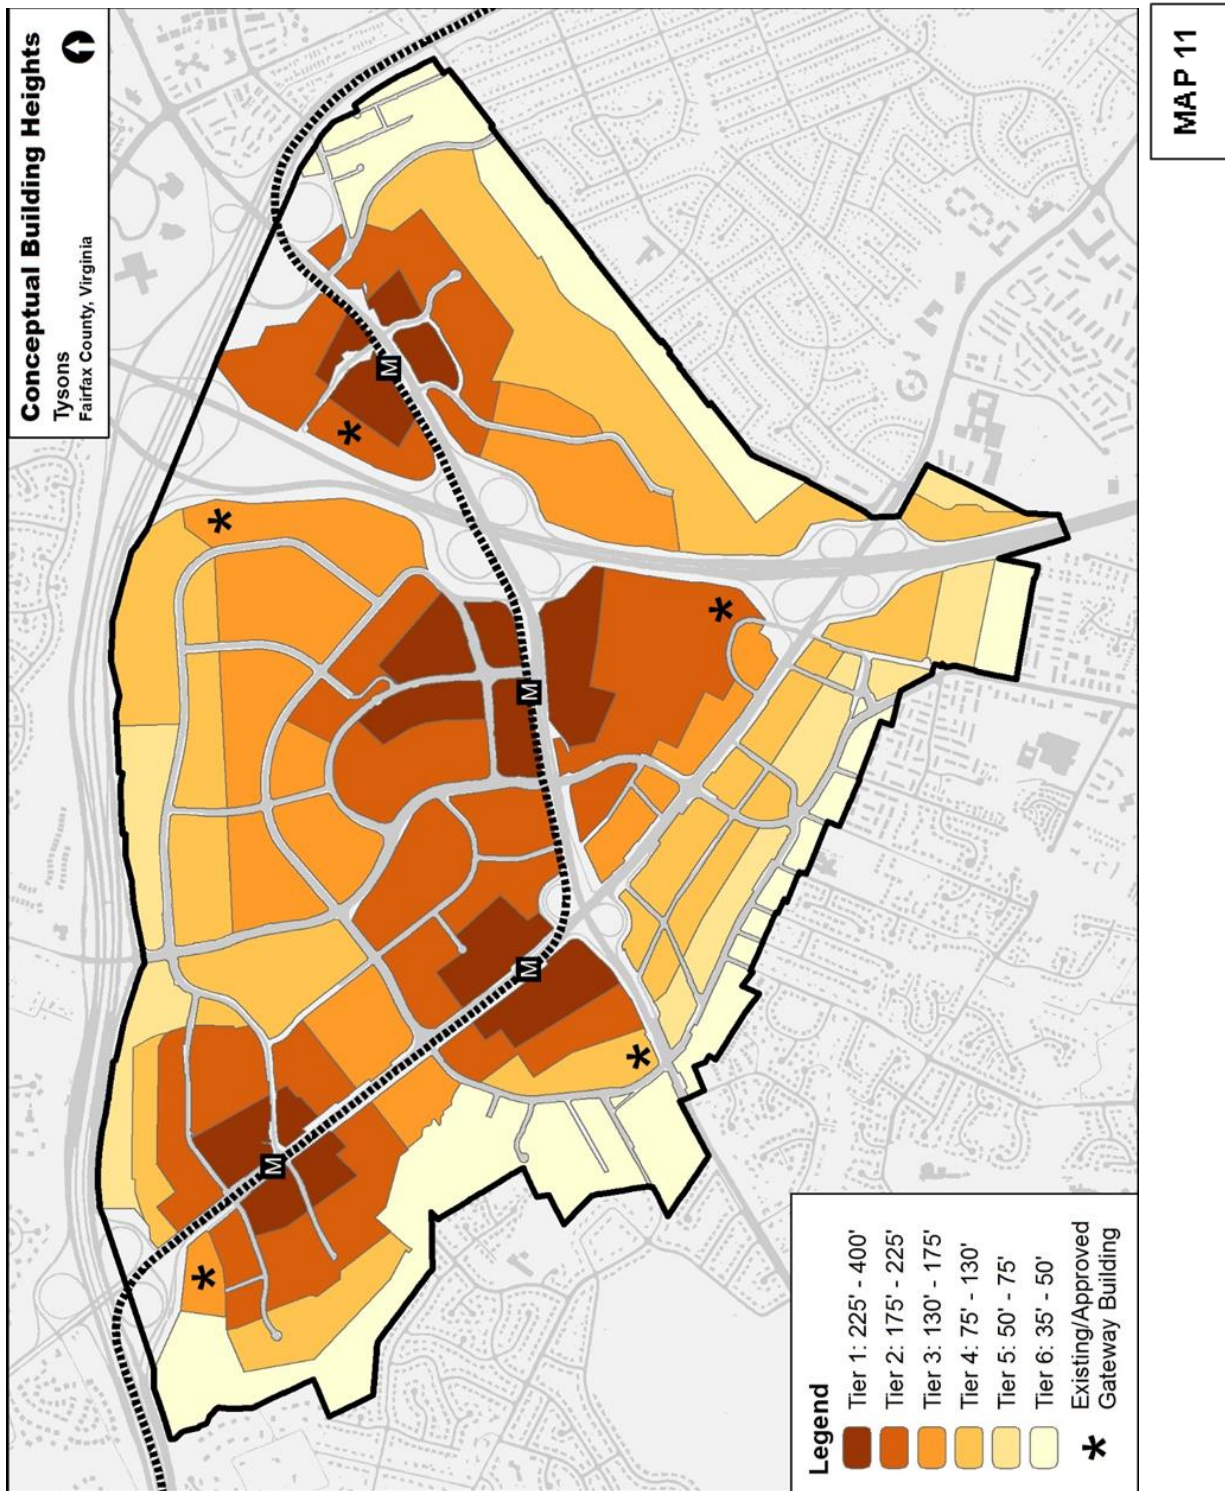 Conceptual Building Heights
Tysons
Fairfax County, Virginia
MAP 11
M
M
M
M
Legend
Tier 1: 225' - 400'
Tier 2: 175' - 225'
Tier 3: 130' - 175'
Tier 4: 75' - 130'
Tier 5: 50' - 75'
Tier 6: 35' - 50'
* Existing/Approved
Gateway Building